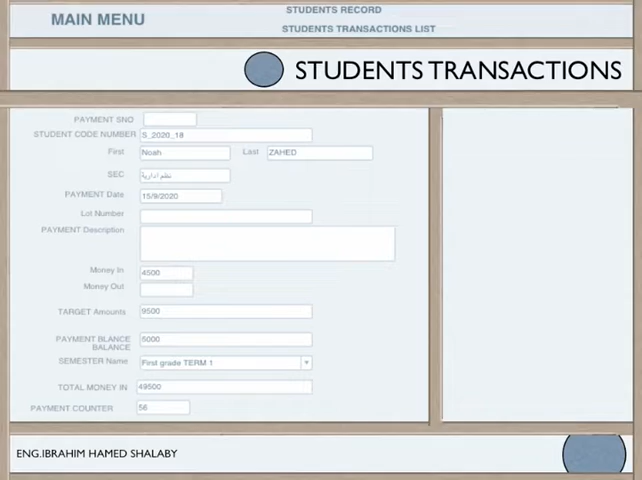 MAIN MENU
STUDENTS RECORD
STUDENTS TRANSACTIONS LIST
STUDENTS TRANSACTIONS
PAYMENT SNO
STUDENT CODE NUMBER S_2020_18
First Noah Last ZAHED
SEC نظم ادارية
PAYMENT Date 15/9/2020
Lot Number
PAYMENT Description
Money In 4500
Money Out
TARGET Amounts 9500
PAYMENT BLANCE 5000
BALANCE
SEMESTER Name First grade TERM 1
TOTAL MONEY IN 49500
PAYMENT COUNTER 56
ENG.IBRAHIM HAMED SHALABY